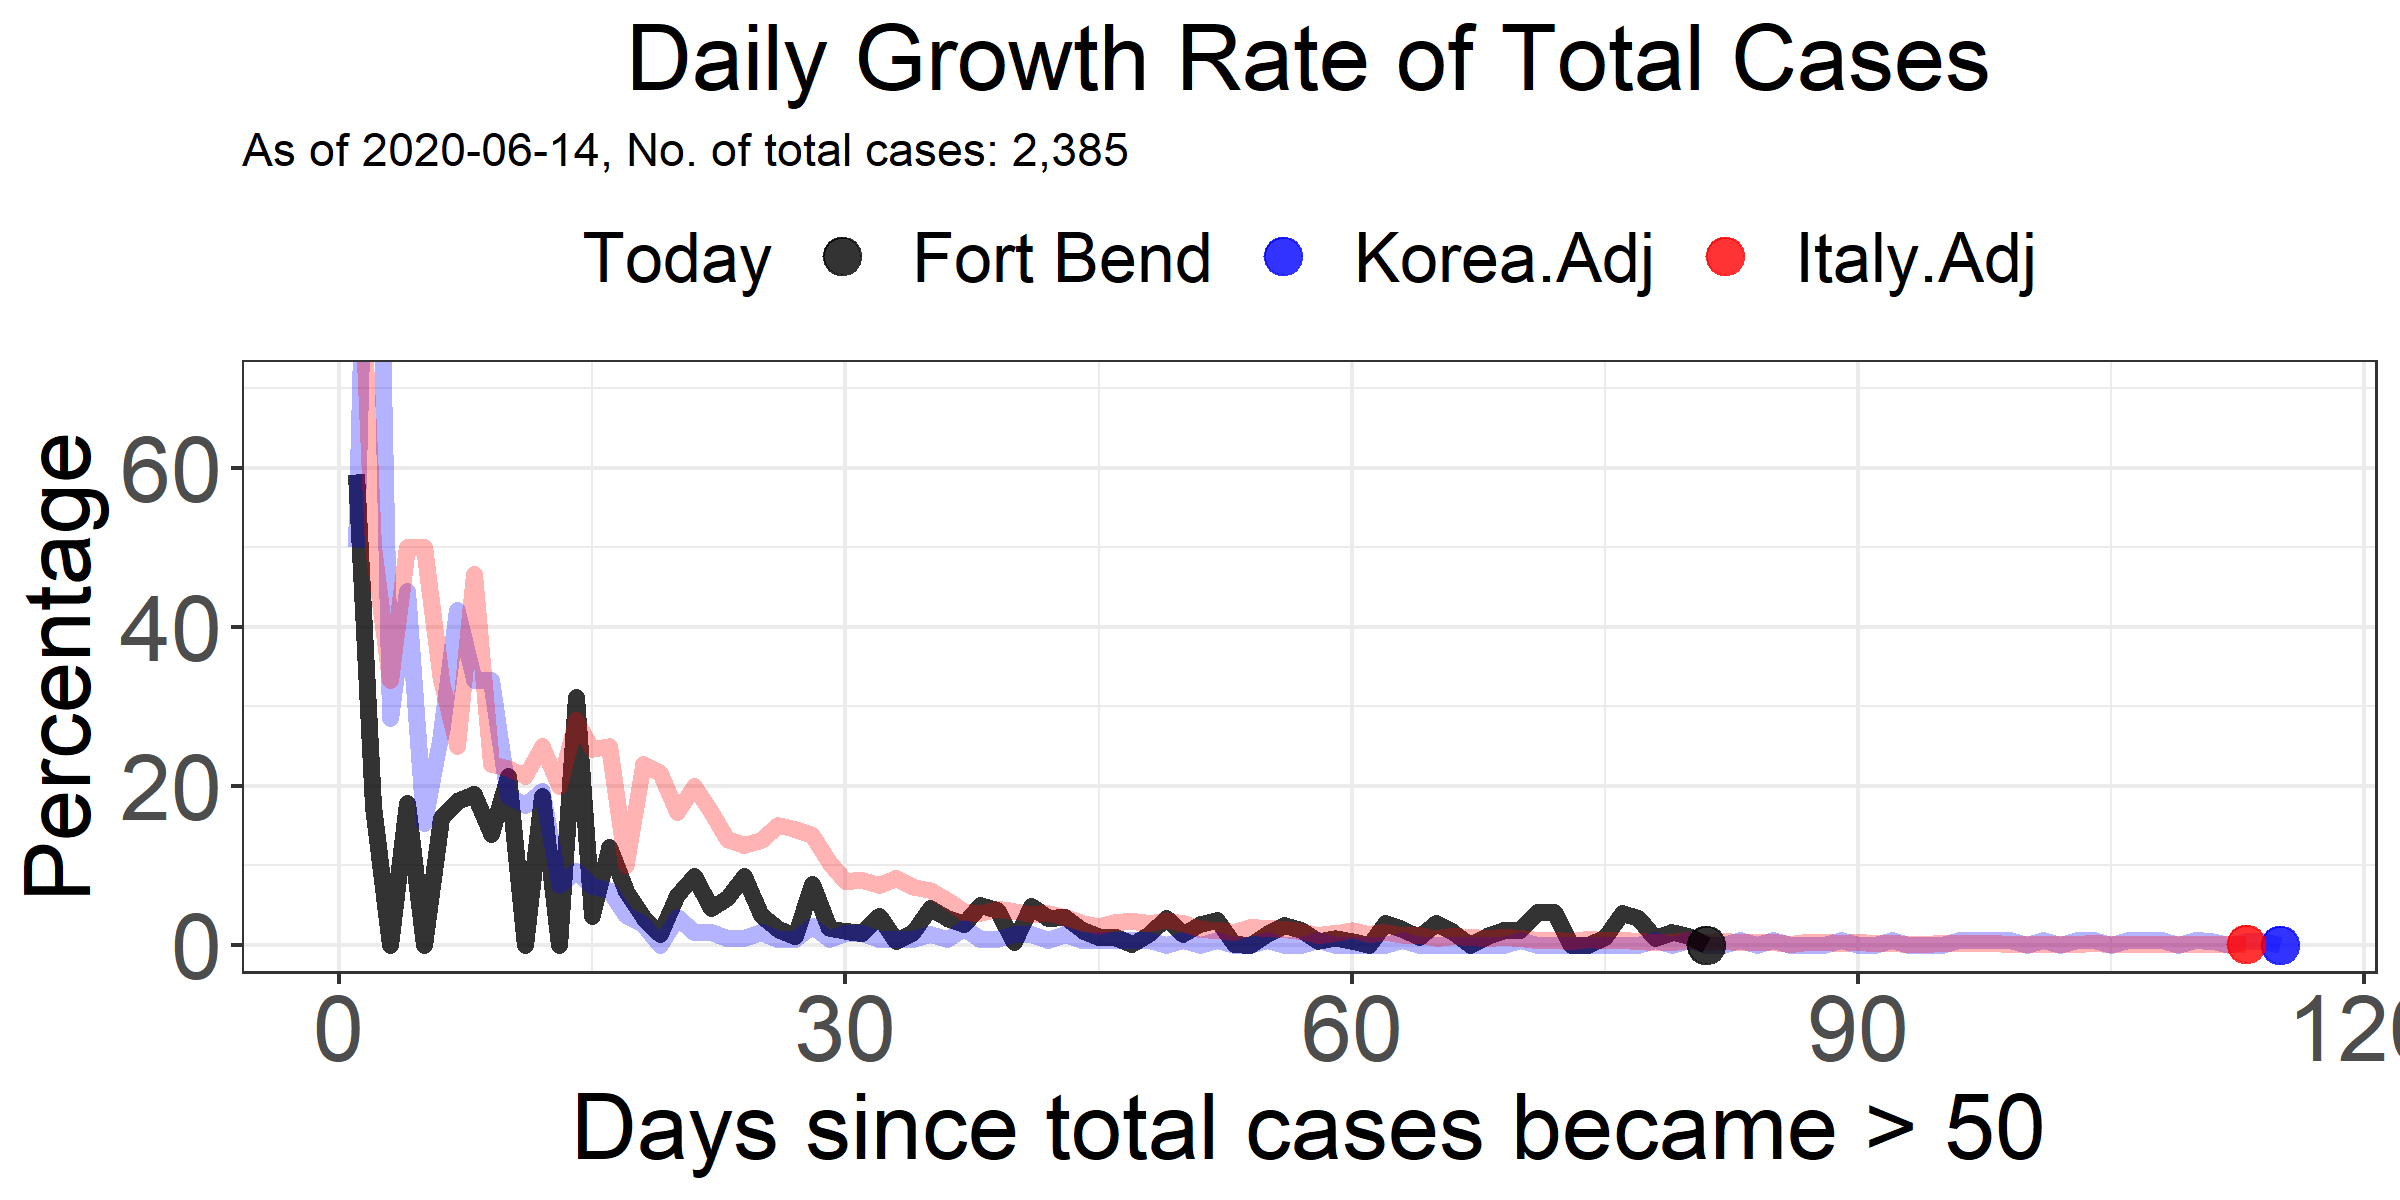 Daily Growth Rate of Total Cases
As of 2020-06-14, No. of total cases: 2,385
Today Fort Bend Korea.Adj Italy.Adj
Percentage
60
40
20
0
0 30 60 90 120
Days since total cases became > 50